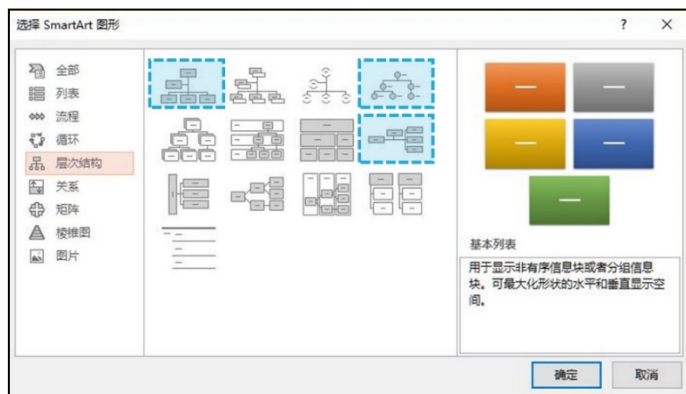 选择 SmartArt 图形
全部
列表
流程
循环
层次结构
关系
矩阵
棱锥图
图片
基本列表
用于显示非有序信息块或者分组信息
块。可最大化形状的水平和垂直显示空
间。
确定
取消